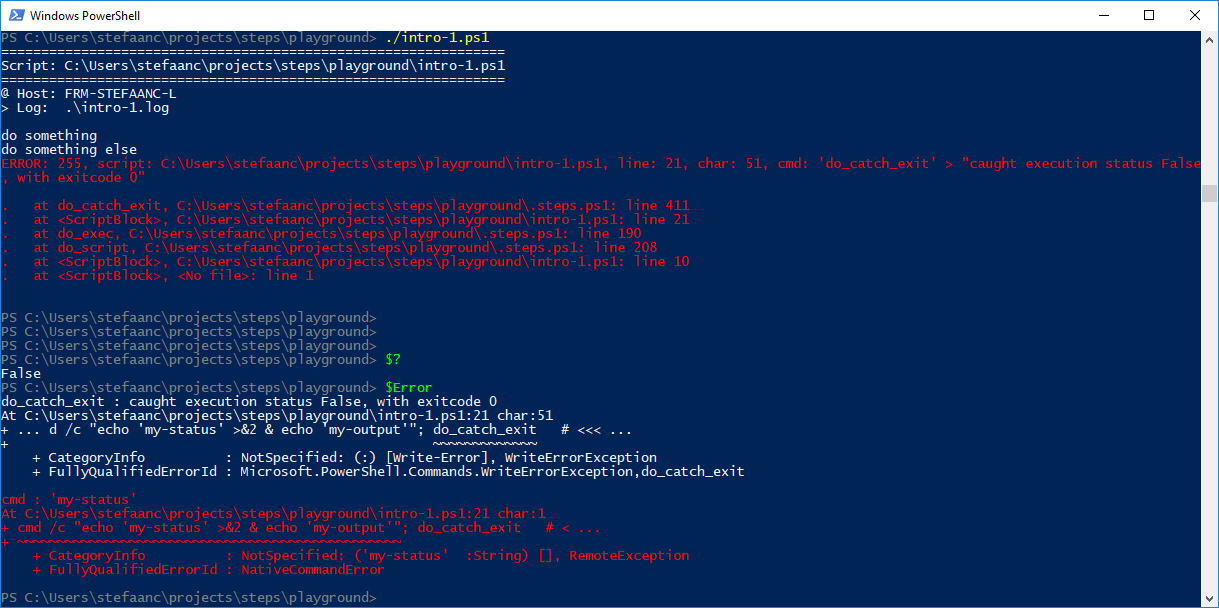 Windows PowerShell
PS C:\Users\stefaanc\projects\steps\playground> ./intro-1.ps1
===============================================================
Script: C:\Users\stefaanc\projects\steps\playground\intro-1.ps1
===============================================================
@ Host: FRM-STEFAANC-L
> Log:  .\intro-1.log
do something
do something else
ERROR: 255, script: C:\Users\stefaanc\projects\steps\playground\intro-1.ps1, line: 21, char: 51, cmd: 'do_catch_exit' > "caught execution status False
, with exitcode 0"
.   at do_catch_exit, C:\Users\stefaanc\projects\steps\playground\.steps.ps1: line 411
.   at <ScriptBlock>, C:\Users\stefaanc\projects\steps\playground\intro-1.ps1: line 21
.   at do_exec, C:\Users\stefaanc\projects\steps\playground\.steps.ps1: line 190
.   at do_script, C:\Users\stefaanc\projects\steps\playground\.steps.ps1: line 208
.   at <ScriptBlock>, C:\Users\stefaanc\projects\steps\playground\intro-1.ps1: line 10
.   at <ScriptBlock>, <No file>: line 1
PS C:\Users\stefaanc\projects\steps\playground>
PS C:\Users\stefaanc\projects\steps\playground>
PS C:\Users\stefaanc\projects\steps\playground>
PS C:\Users\stefaanc\projects\steps\playground> $?
False
PS C:\Users\stefaanc\projects\steps\playground> $Error
do_catch_exit : caught execution status False, with exitcode 0
At C:\Users\stefaanc\projects\steps\playground\intro-1.ps1:21 char:51
+ ... d /c "echo 'my-status' >&2 & echo 'my-output'"; do_catch_exit   # <<< ...
+                                                     ~~~~~~~~~~~~~
    + CategoryInfo          : NotSpecified: (:) [Write-Error], WriteErrorException
    + FullyQualifiedErrorId : Microsoft.PowerShell.Commands.WriteErrorException,do_catch_exit
cmd : 'my-status'
At C:\Users\stefaanc\projects\steps\playground\intro-1.ps1:21 char:1
+ cmd /c "echo 'my-status' >&2 & echo 'my-output'"; do_catch_exit   # < ...
+ ~~~~~~~~~~~~~~~~~~~~~~~~~~~~~~~~~~~~~~~~~~~~~~~~
    + CategoryInfo          : NotSpecified: ('my-status'  :String) [], RemoteException
    + FullyQualifiedErrorId : NativeCommandError
PS C:\Users\stefaanc\projects\steps\playground>